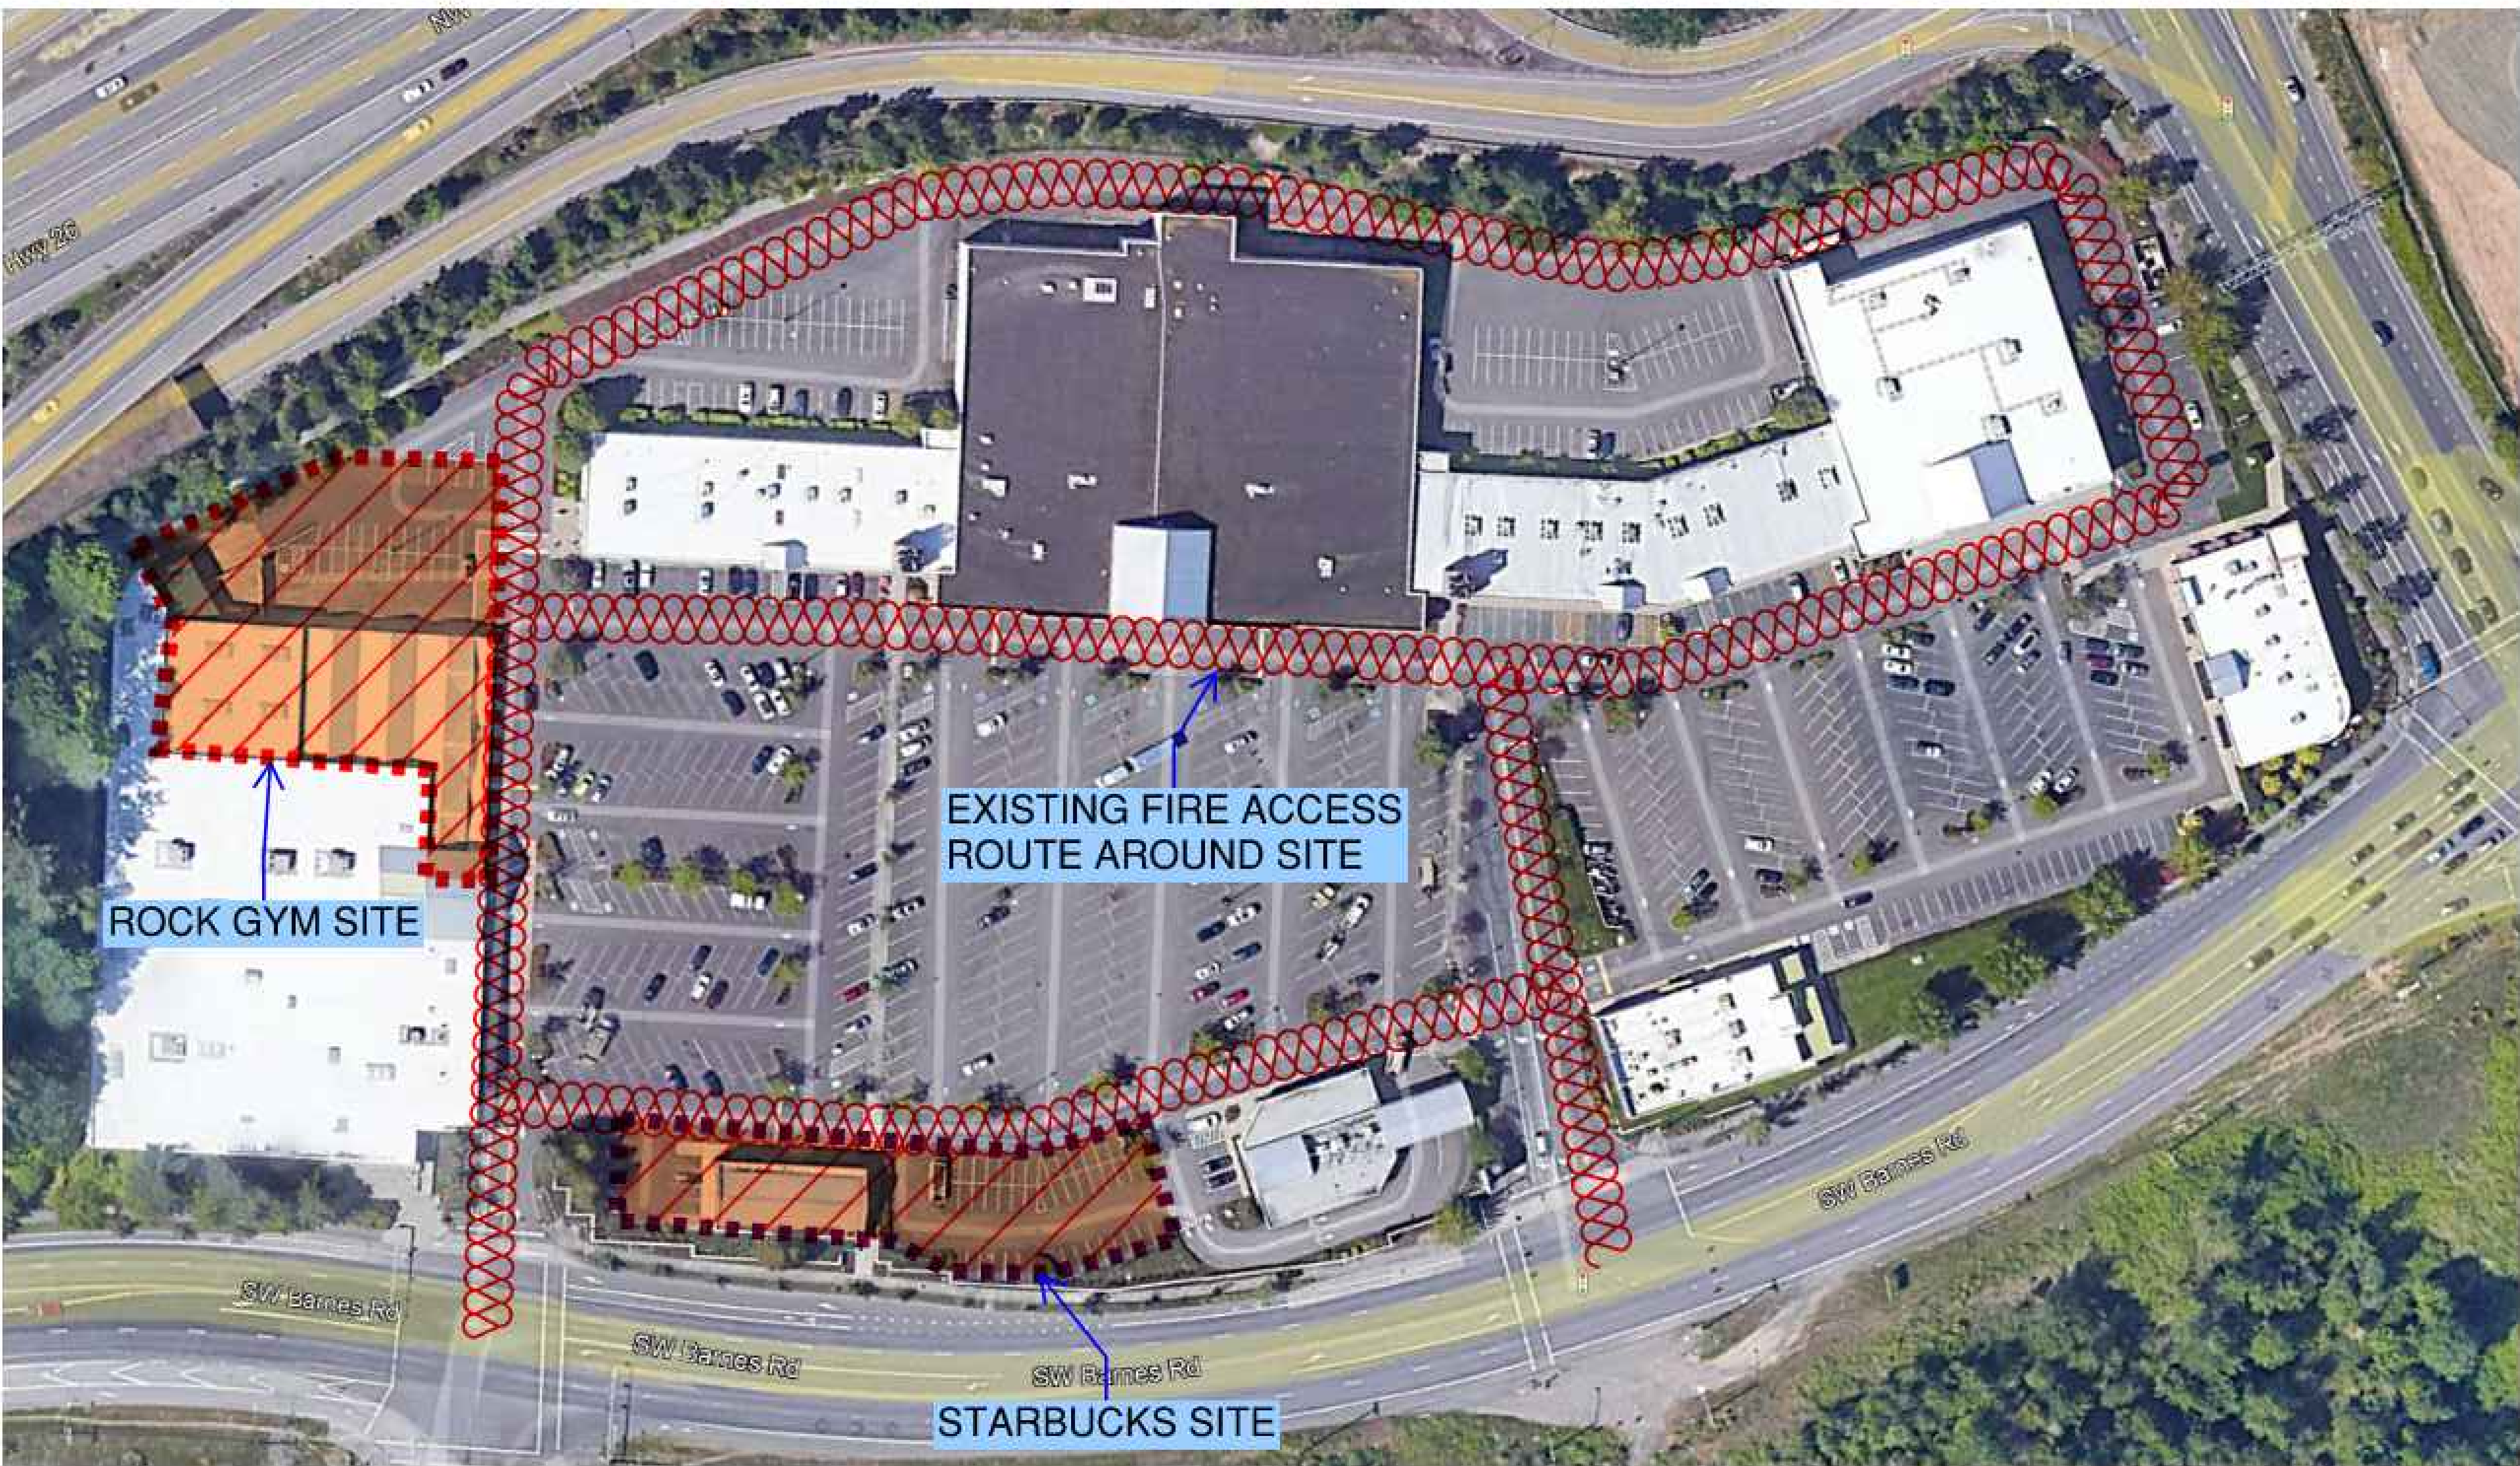 NW
Hwy 26
EXISTING FIRE ACCESS
ROUTE AROUND SITE
ROCK GYM SITE
SW Barnes Rd
SW Barnes Rd
SW Barnes Rd
SW Barnes Rd
STARBUCKS SITE